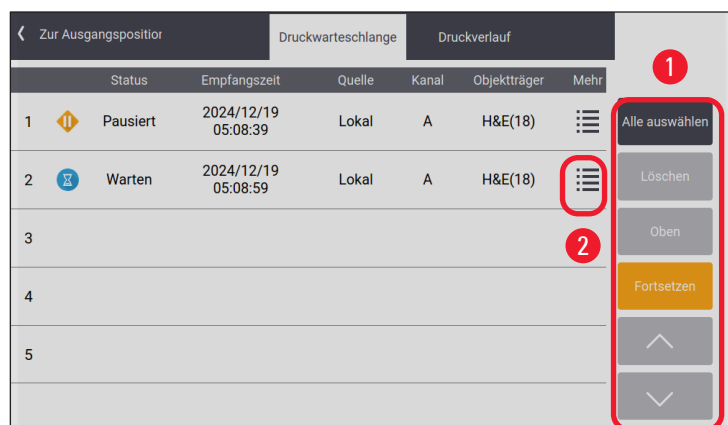 Zur Ausgangsposition Druckwarteschlange Druckverlauf
Status Empfangszeit Quelle Kanal Objektträger Mehr
1
1 Pausiert 2024/12/19 05:08:39 Lokal A H&E(18)
Alle auswählen
2 Warten 2024/12/19 05:08:59 Lokal A H&E(18)
Löschen
2
3
Oben
4
Fortsetzen
5